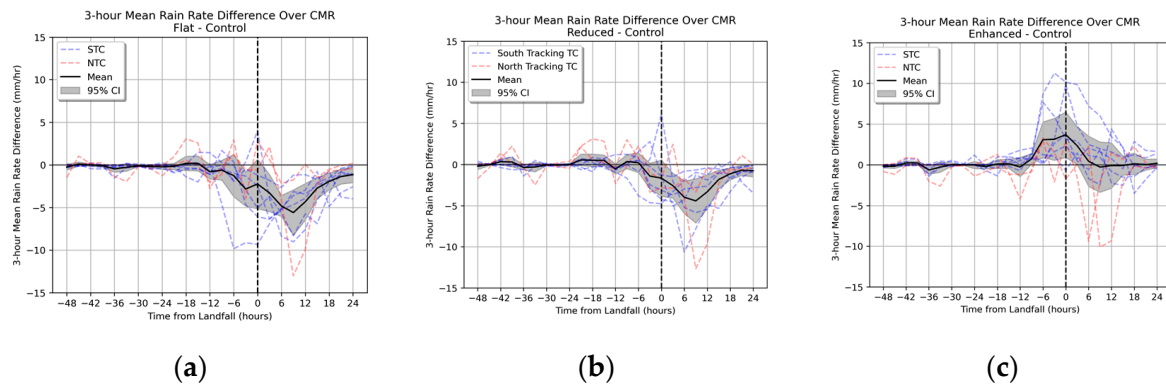 3-hour Mean Rain Rate Difference Over CMR
Flat - Control
STC
NTC
Mean
95% CI
3-hour Mean Rain Rate Difference (mm/hr)
15
10
5
0
−5
−10
−15
−48 −42 −36 −30 −24 −18 −12 −6 0 6 12 18 24
Time from Landfall (hours)
(a)
3-hour Mean Rain Rate Difference Over CMR
Reduced - Control
South Tracking TC
North Tracking TC
Mean
95% CI
3-hour Rain Rate Difference (mm/hr)
15
10
5
0
−5
−10
−15
−48 −42 −36 −30 −24 −18 −12 −6 0 6 12 18 24
Time from Landfall (hours)
(b)
3-hour Mean Rain Rate Difference Over CMR
Enhanced - Control
STC
NTC
Mean
95% CI
3-hour Mean Rain Rate Difference (mm/hr)
15
10
5
0
−5
−10
−15
−48 −42 −36 −30 −24 −18 −12 −6 0 6 12 18 24
Time from Landfall (hours)
(c)